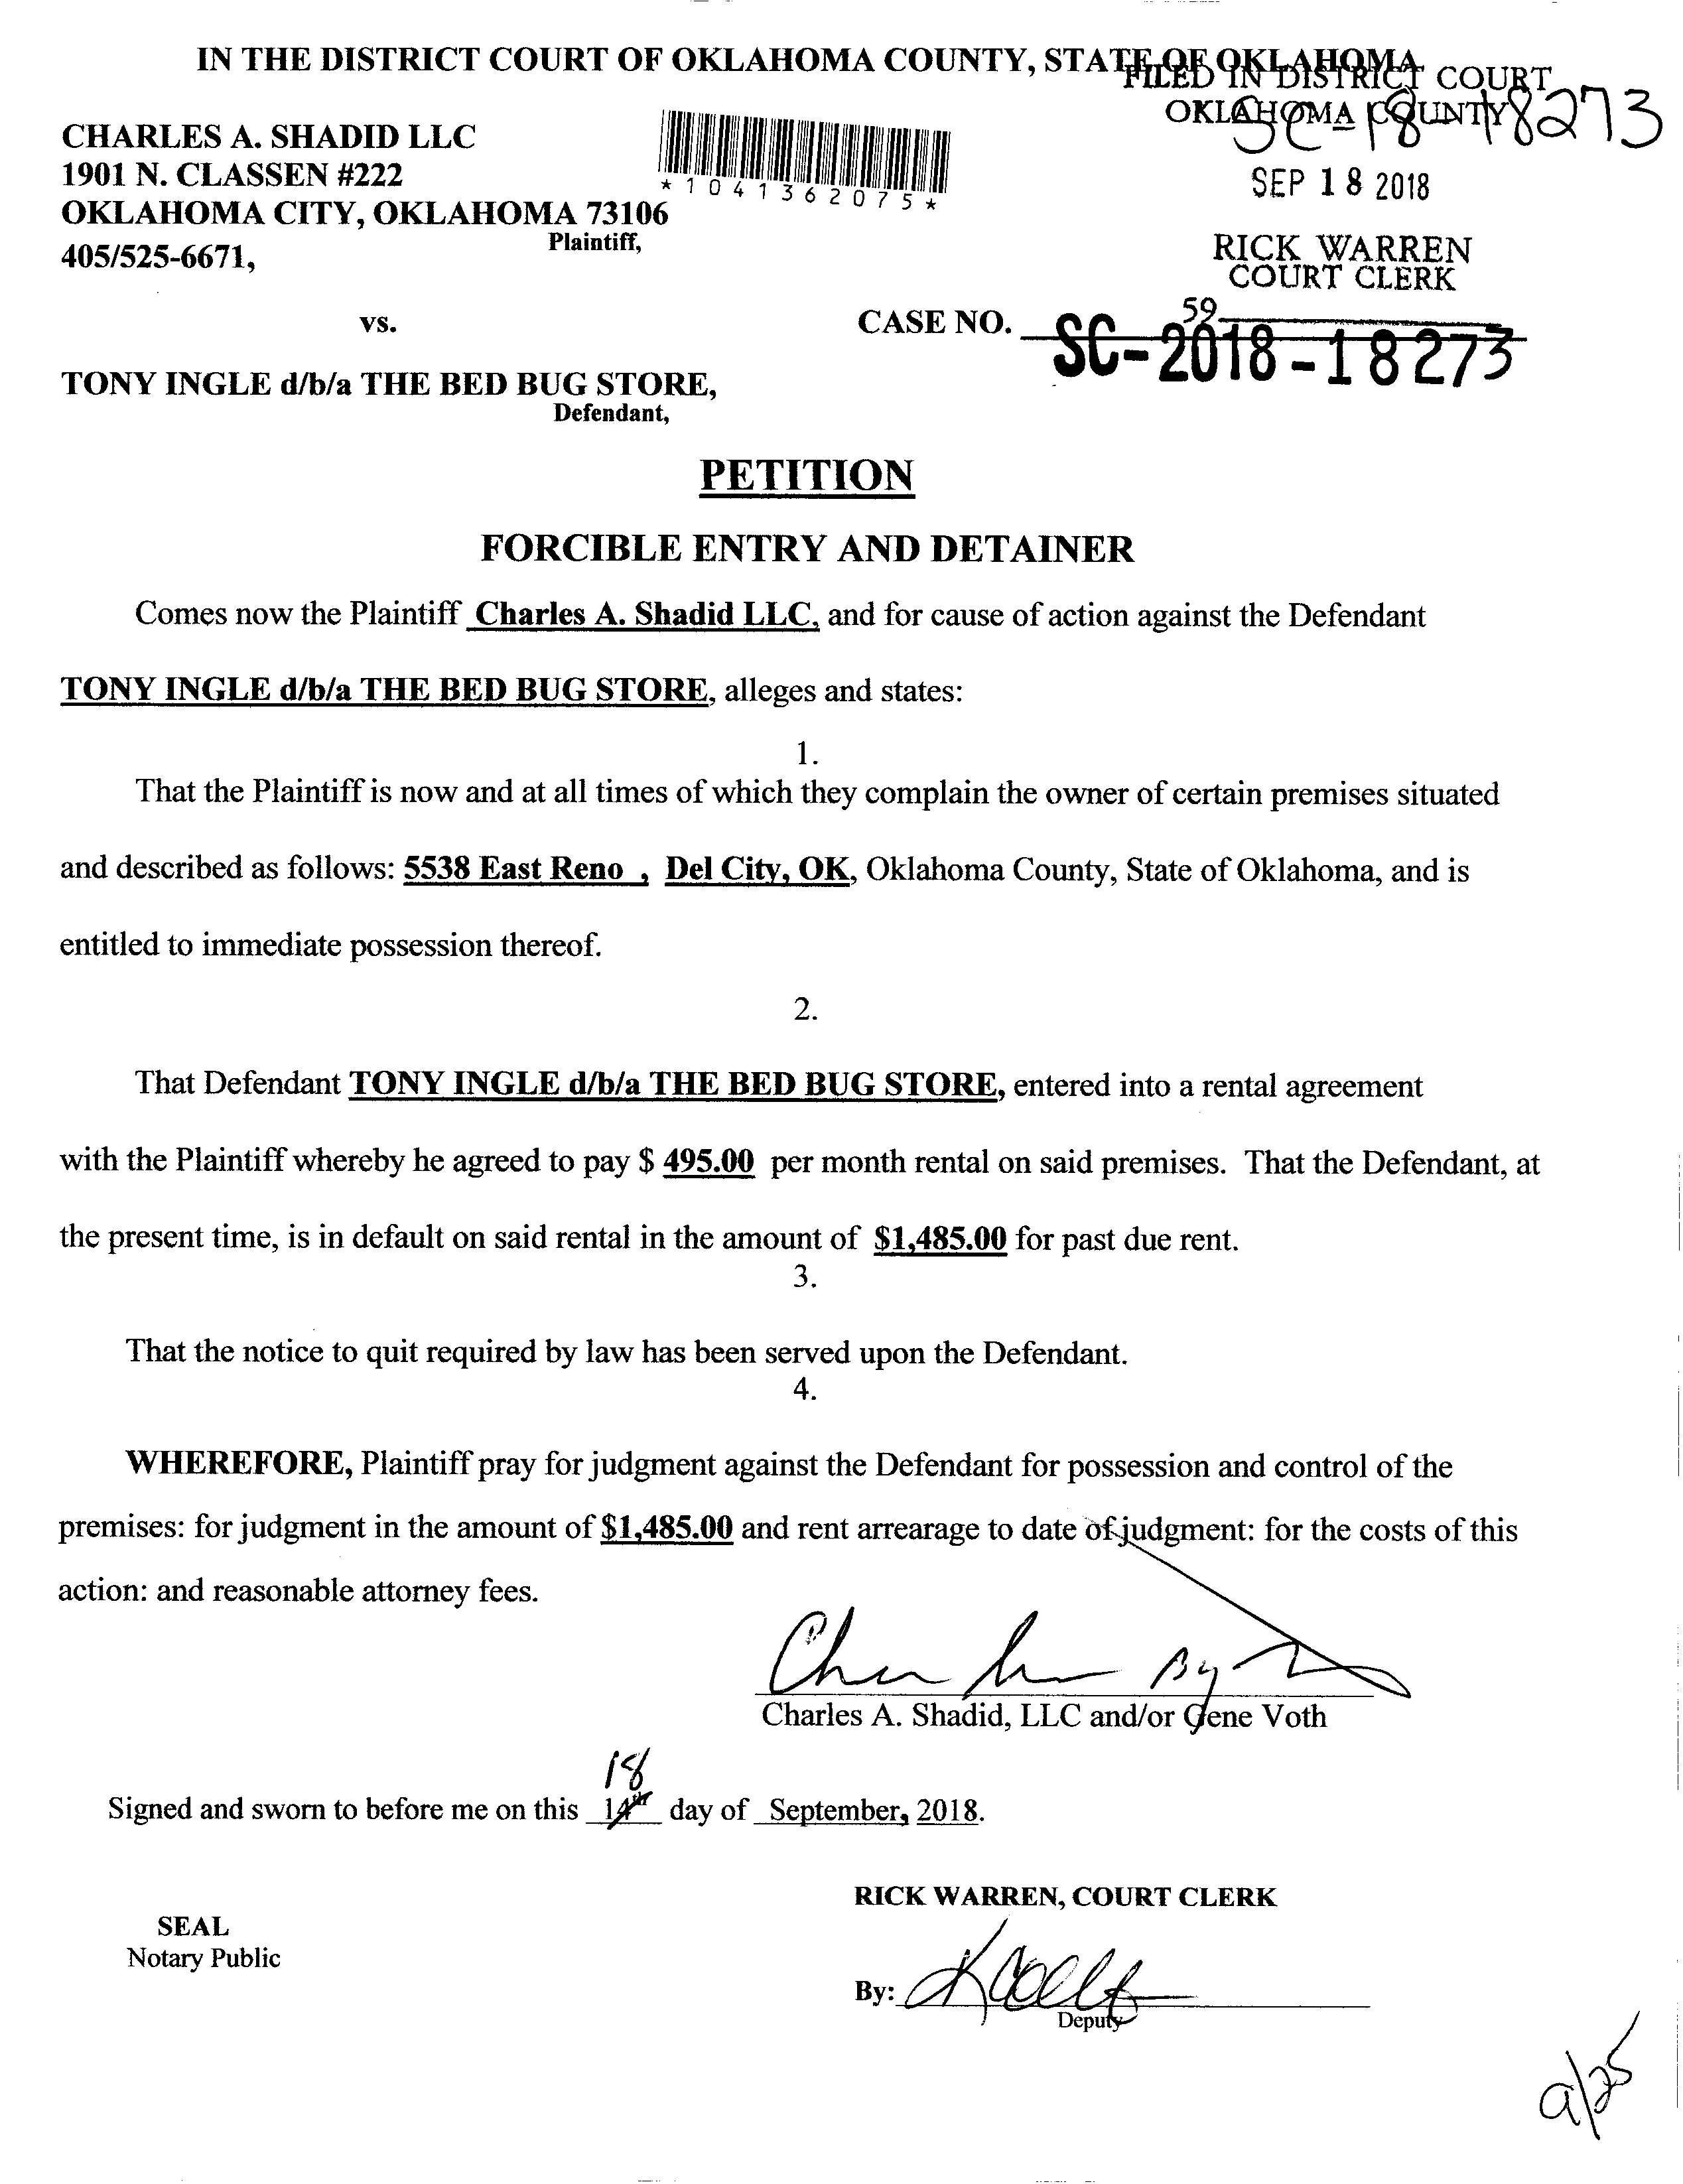 IN THE DISTRICT COURT OF OKLAHOMA COUNTY, STATE OF OKLAHOMA
FILED IN DISTRICT COURT
OKLAHOMA COUNTY
SC-18-18273
CHARLES A. SHADID LLC
1901 N. CLASSEN #222
OKLAHOMA CITY, OKLAHOMA 73106
Plaintiff,
405/525-6671,
*1041362075*
SEP 18 2018
RICK WARREN
COURT CLERK
59
vs.
CASE NO. SC-2018-18273
TONY INGLE d/b/a THE BED BUG STORE,
Defendant,
PETITION
FORCIBLE ENTRY AND DETAINER
Comes now the Plaintiff Charles A. Shadid LLC, and for cause of action against the Defendant
TONY INGLE d/b/a THE BED BUG STORE, alleges and states:
1.
That the Plaintiff is now and at all times of which they complain the owner of certain premises situated
and described as follows: 5538 East Reno , Del City, OK, Oklahoma County, State of Oklahoma, and is
entitled to immediate possession thereof.
2.
That Defendant TONY INGLE d/b/a THE BED BUG STORE, entered into a rental agreement
with the Plaintiff whereby he agreed to pay $ 495.00 per month rental on said premises. That the Defendant, at
the present time, is in default on said rental in the amount of $1,485.00 for past due rent.
3.
That the notice to quit required by law has been served upon the Defendant.
4.
WHEREFORE, Plaintiff pray for judgment against the Defendant for possession and control of the
premises: for judgment in the amount of $1,485.00 and rent arrearage to date of judgment: for the costs of this
action: and reasonable attorney fees.
By
Charles A. Shadid, LLC and/or Gene Voth
18
Signed and sworn to before me on this 14th day of September, 2018.
RICK WARREN, COURT CLERK
SEAL
Notary Public
By:
Deputy
9/25